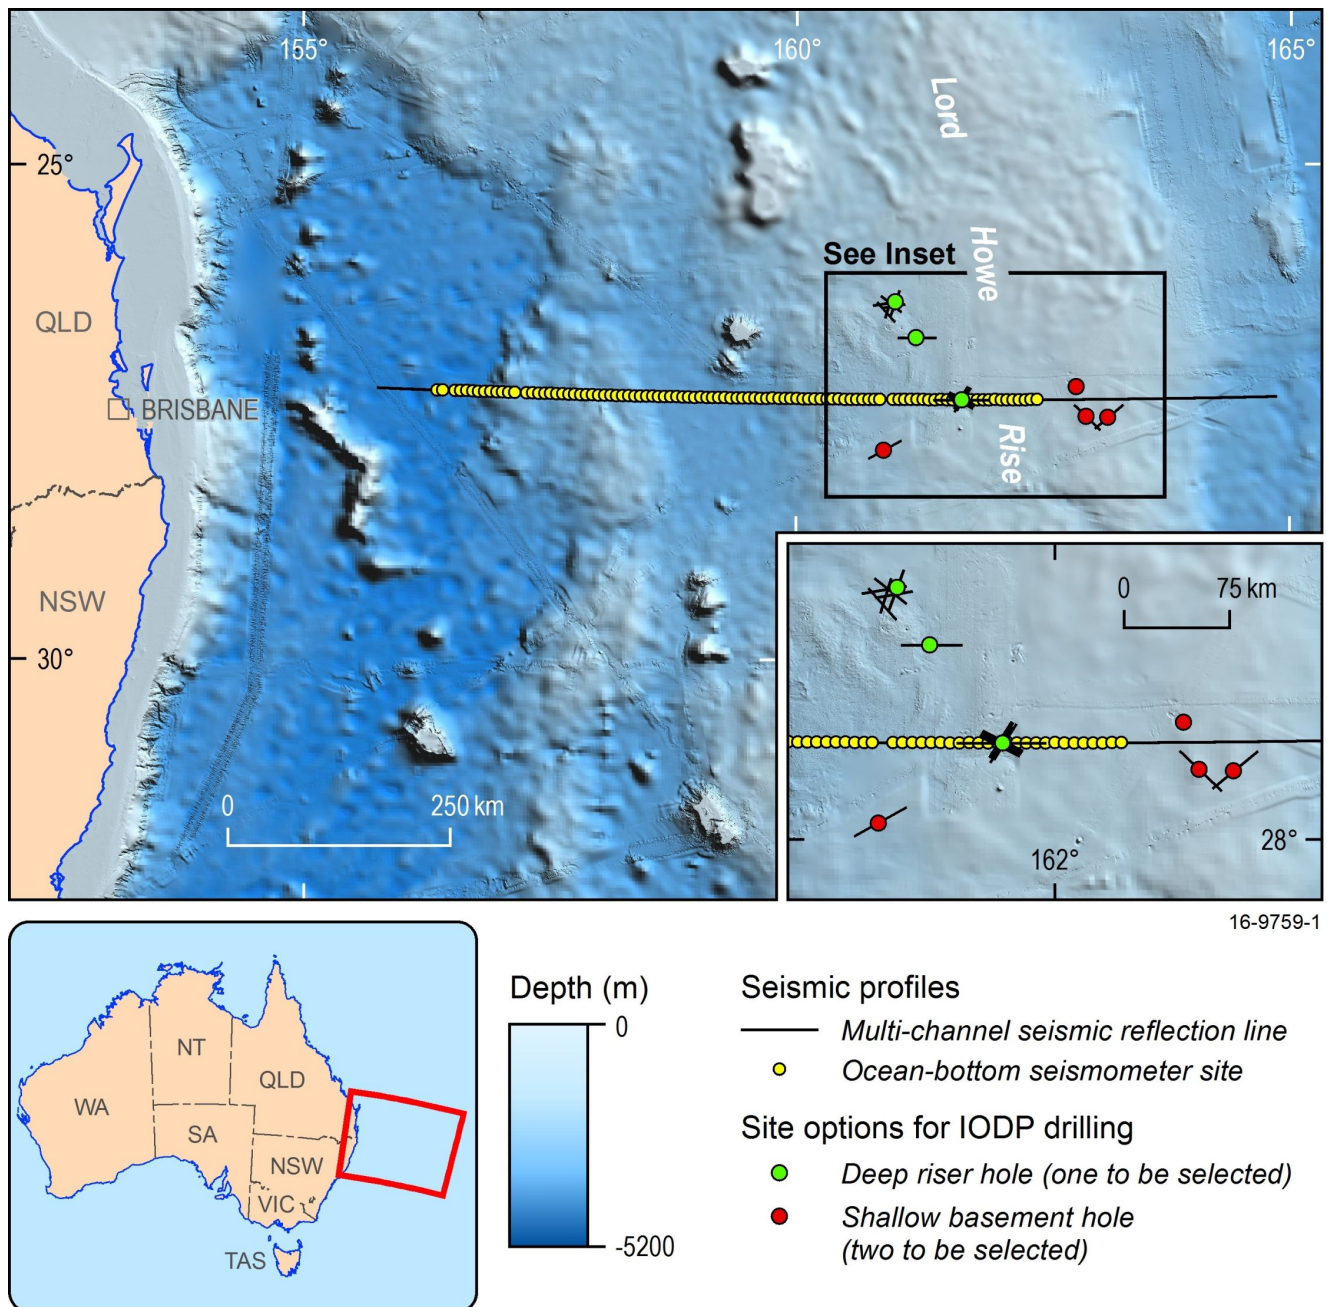 155°
160°
165°
Lord
25°
Howe
See Inset
QLD
BRISBANE
Rise
NSW
0
75 km
30°
0
250 km
28°
162°
16-9759-1
Depth (m)
0
-5200
NT
QLD
WA
SA
NSW
VIC
TAS
Seismic profiles
Multi-channel seismic reflection line
Ocean-bottom seismometer site
Site options for IODP drilling
Deep riser hole (one to be selected)
Shallow basement hole
(two to be selected)